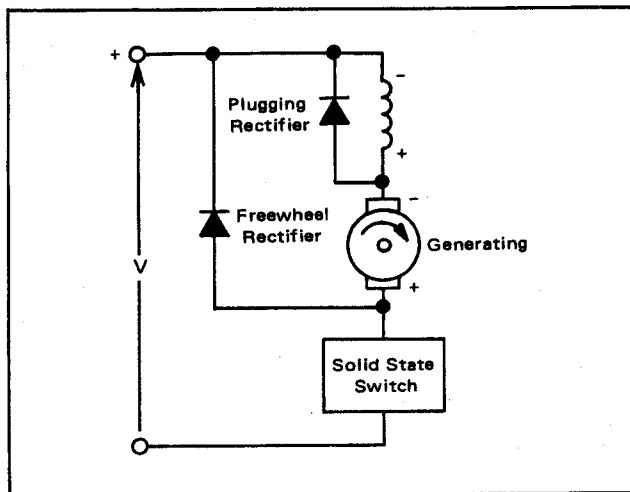 +
-
Plugging
Rectifier
+
-
Freewheel
Rectifier
Generating
V
+
Solid State
Switch